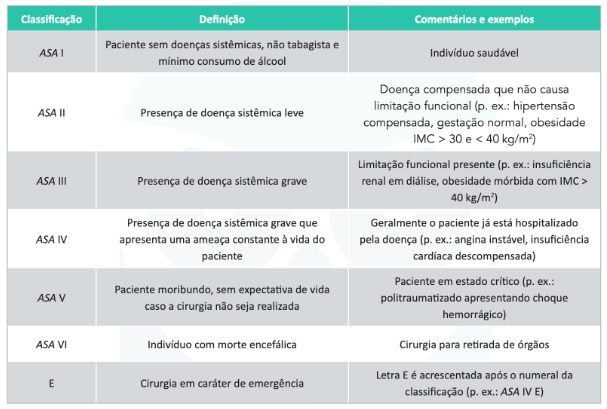 Classificação Definição Comentários e exemplos
ASA I
Paciente sem doenças sistêmicas, não tabagista e
mínimo consumo de álcool
Indivíduo saudável
ASA II
Presença de doença sistêmica leve
Doença compensada que não causa
limitação funcional (p. ex.: hipertensão
compensada, gestação normal, obesidade
IMC > 30 e < 40 kg/m²)
ASA III
Presença de doença sistêmica grave
Limitação funcional presente (p. ex.: insuficiência
renal em diálise, obesidade mórbida com IMC >
40 kg/m²)
ASA IV
Presença de doença sistêmica grave que
apresenta uma ameaça constante à vida do
paciente
Geralmente o paciente já está hospitalizado
pela doença (p. ex.: angina instável, insuficiência
cardíaca descompensada)
ASA V
Paciente moribundo, sem expectativa de vida
caso a cirurgia não seja realizada
Paciente em estado crítico (p. ex.:
politraumatizado apresentando choque
hemorrágico)
ASA VI
Indivíduo com morte encefálica
Cirurgia para retirada de órgãos
E
Cirurgia em caráter de emergência
Letra E é acrescentada após o numeral da
classificação (p. ex.: ASA IV E)